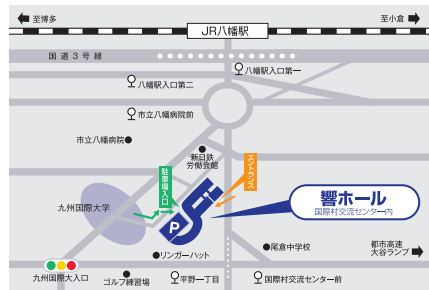 至博多
至小倉
JR八幡駅
国道3号線
八幡駅入口第一
八幡駅入口第二
市立八幡病院前
市立八幡病院
新日鉄
労働会館
駐車場入口
エントランス
響ホール
国際村交流センター内
九州国際大学
P
リンガーハット
尾倉中学校
都市高速
大谷ランプ
九州国際大入口
ゴルフ練習場
平野一丁目
国際村交流センター前